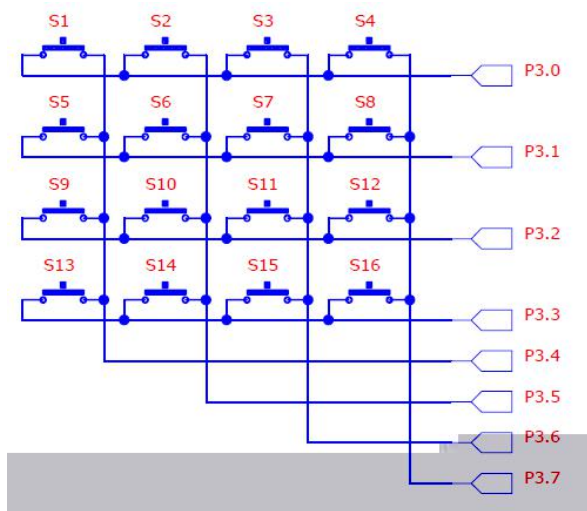 S1 S2 S3 S4
P3.0
S5 S6 S7 S8
P3.1
S9 S10 S11 S12
P3.2
S13 S14 S15 S16
P3.3
P3.4
P3.5
P3.6
P3.7